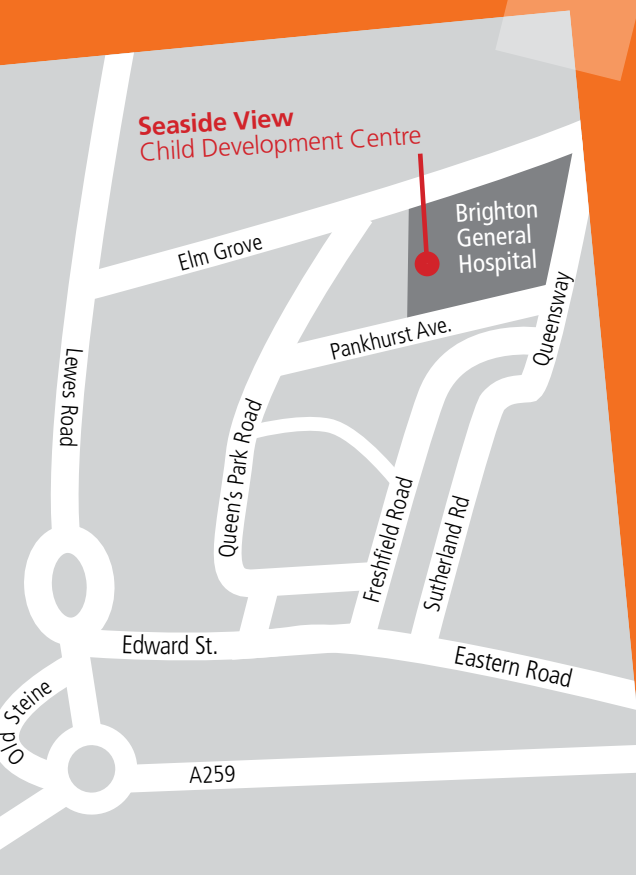 Seaside View
Child Development Centre
Brighton
General
Hospital
Elm Grove
Pankhurst Ave.
Queensway
Lewes Road
Queen's Park Road
Freshfield Road
Sutherland Rd
Edward St.
Eastern Road
Old Steine
A259